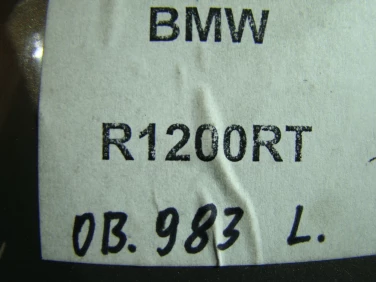 BMW
R1200RT
OB. 983 L.